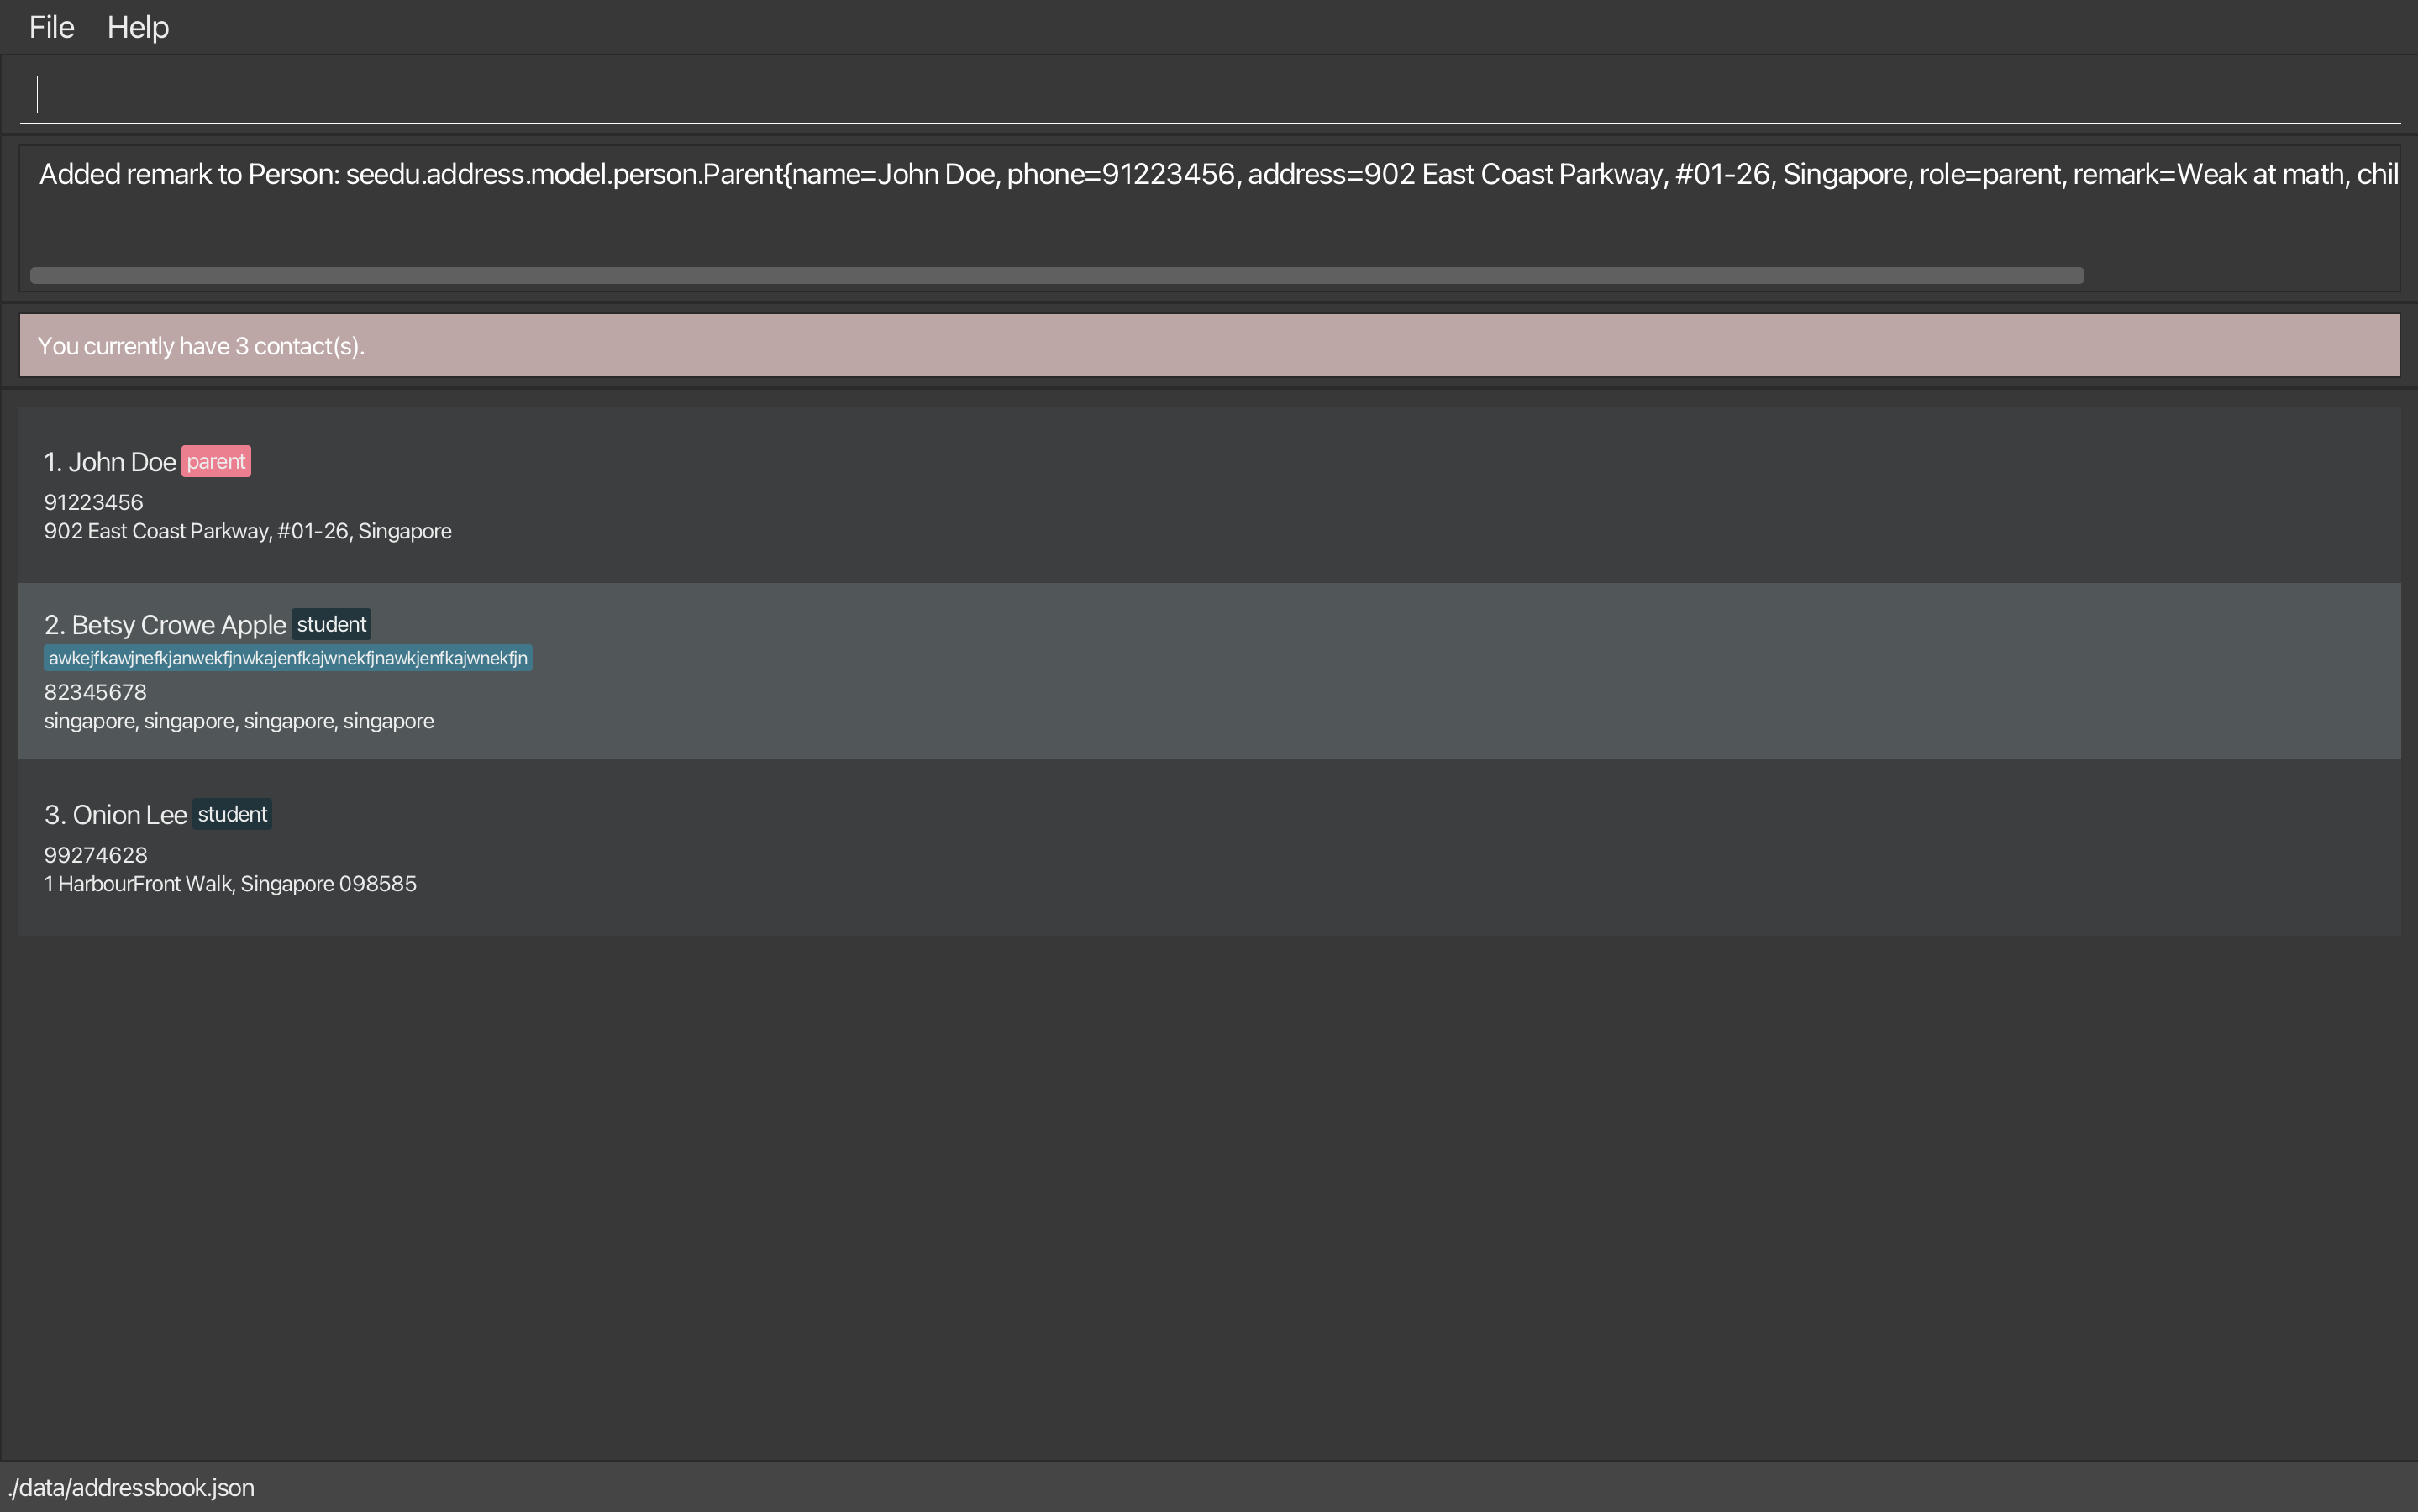 File Help
Added remark to Person: seedu.address.model.person.Parent{name=John Doe, phone=91223456, address=902 East Coast Parkway, #01-26, Singapore, role=parent, remark=Weak at math, chil
You currently have 3 contact(s).
1. John Doe parent
91223456
902 East Coast Parkway, #01-26, Singapore
2. Betsy Crowe Apple student
awkejfkawjnefkjanwekfjnwkajenfkajwnekfjnawkjenfkajwnekfjn
82345678
singapore, singapore, singapore, singapore
3. Onion Lee student
99274628
1 HarbourFront Walk, Singapore 098585
./data/addressbook.json